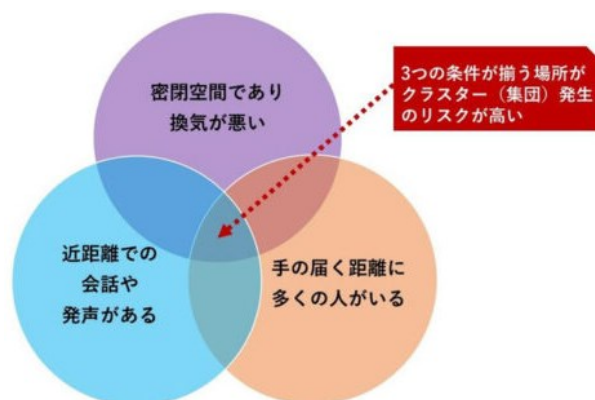 密閉空間であり
換気が悪い
3つの条件が揃う場所が
クラスター（集団）発生
のリスクが高い
近距離での
会話や
発声がある
手の届く距離に
多くの人がいる